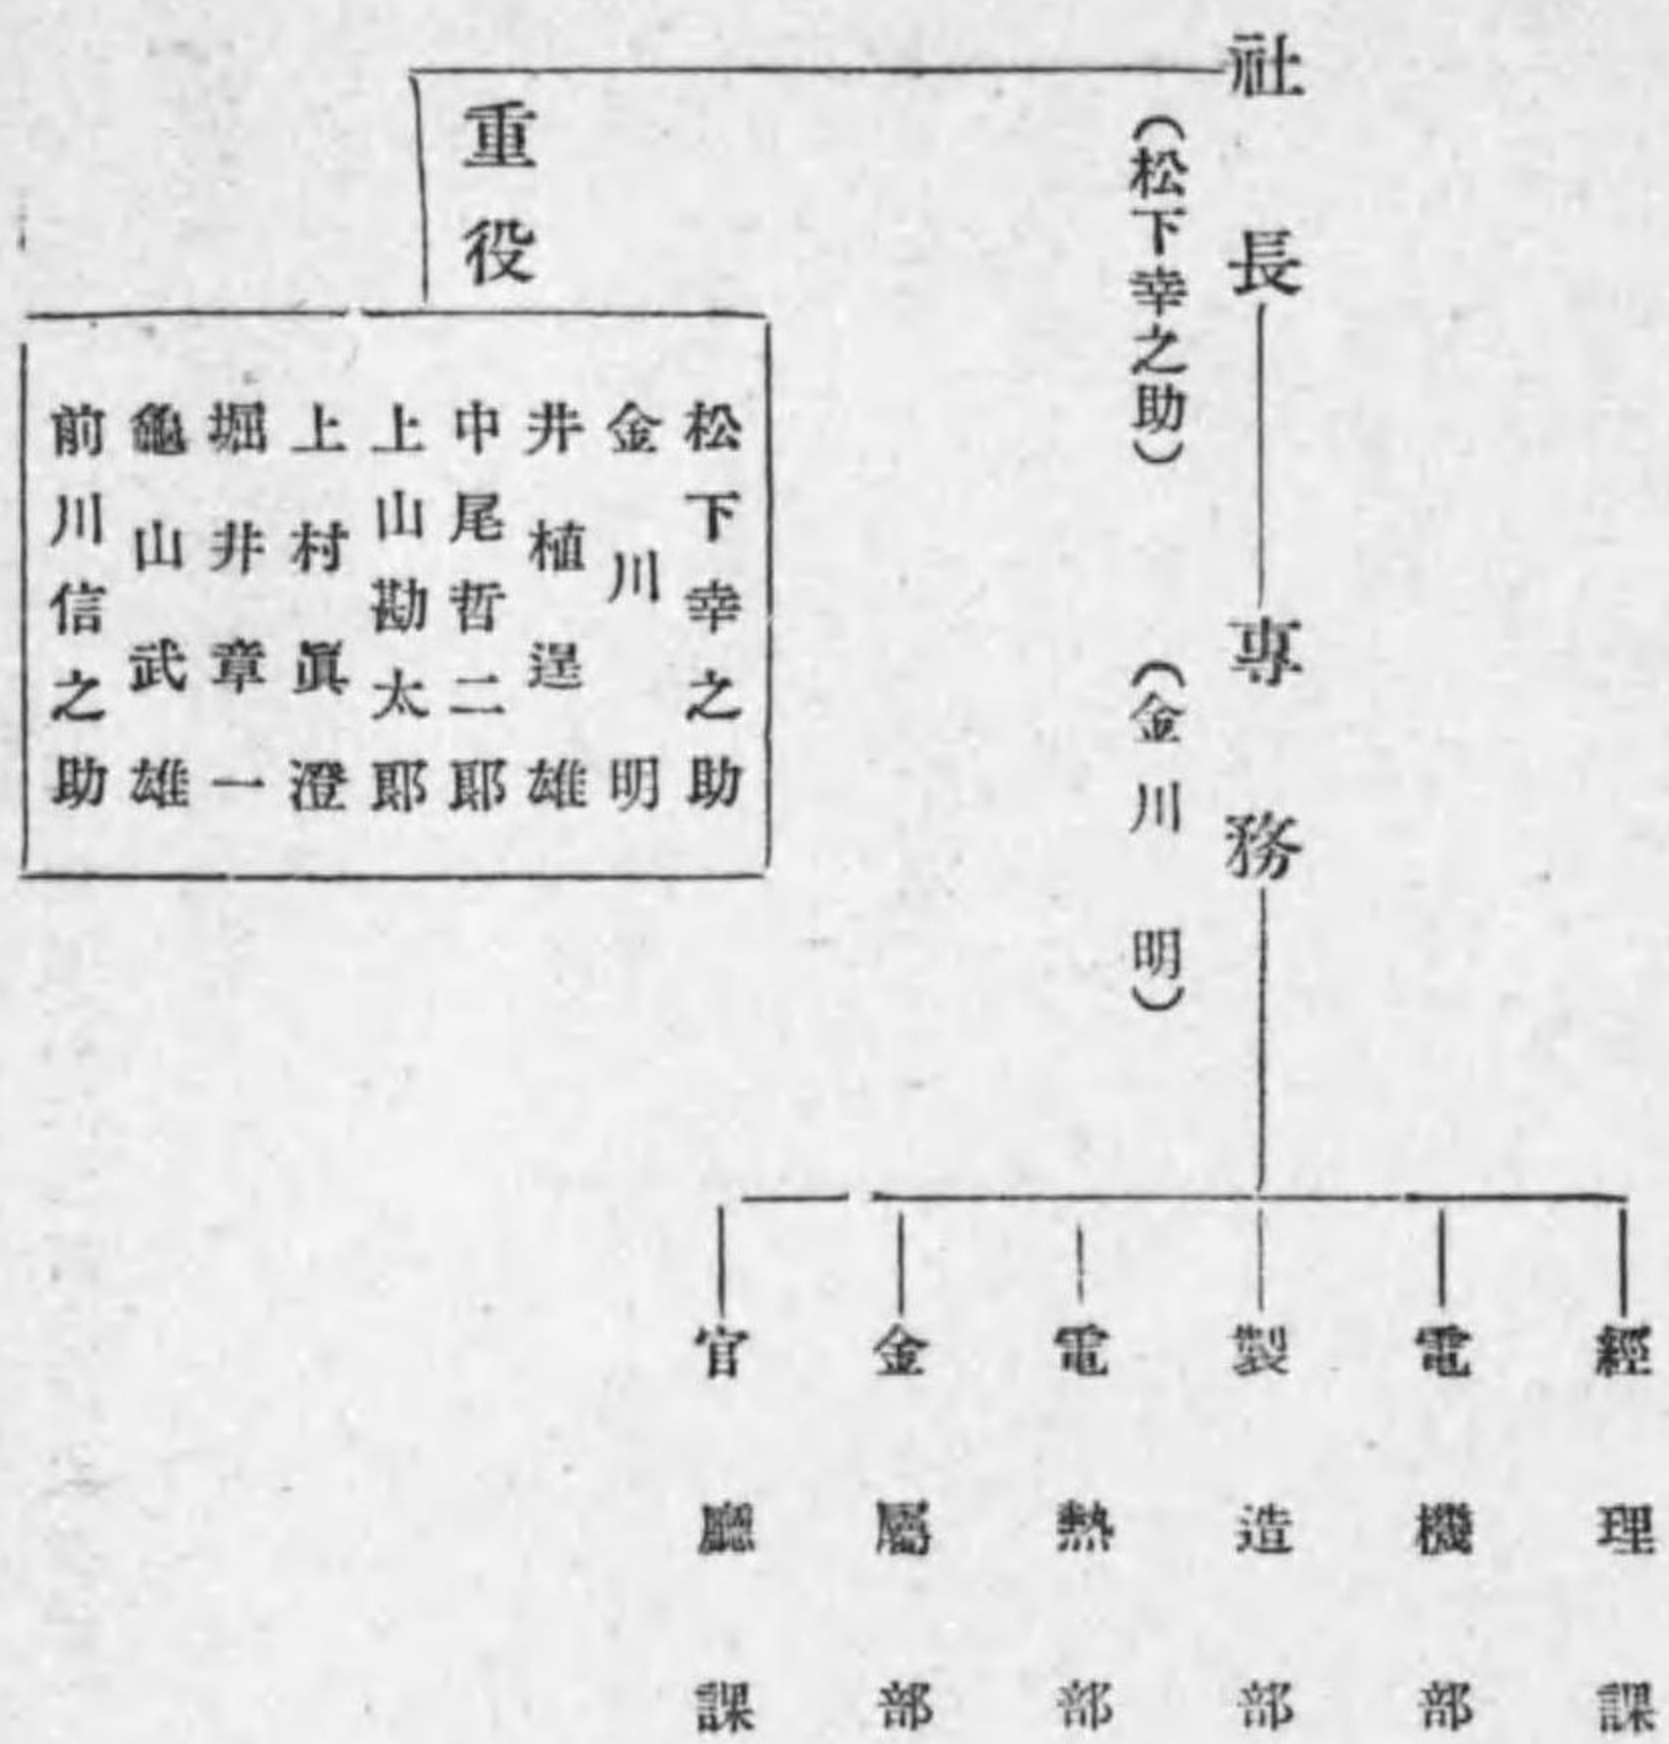 社長
(松下幸之助)
專務
(金川明)
經理課
電機部
製造部
電熱部
金屬部
官廳課
重役
松下幸之助
金川明
井植逞雄
中尾哲二郎
上山勘太郎
上村眞澄
堀井章一
龜山武雄
前川信之助